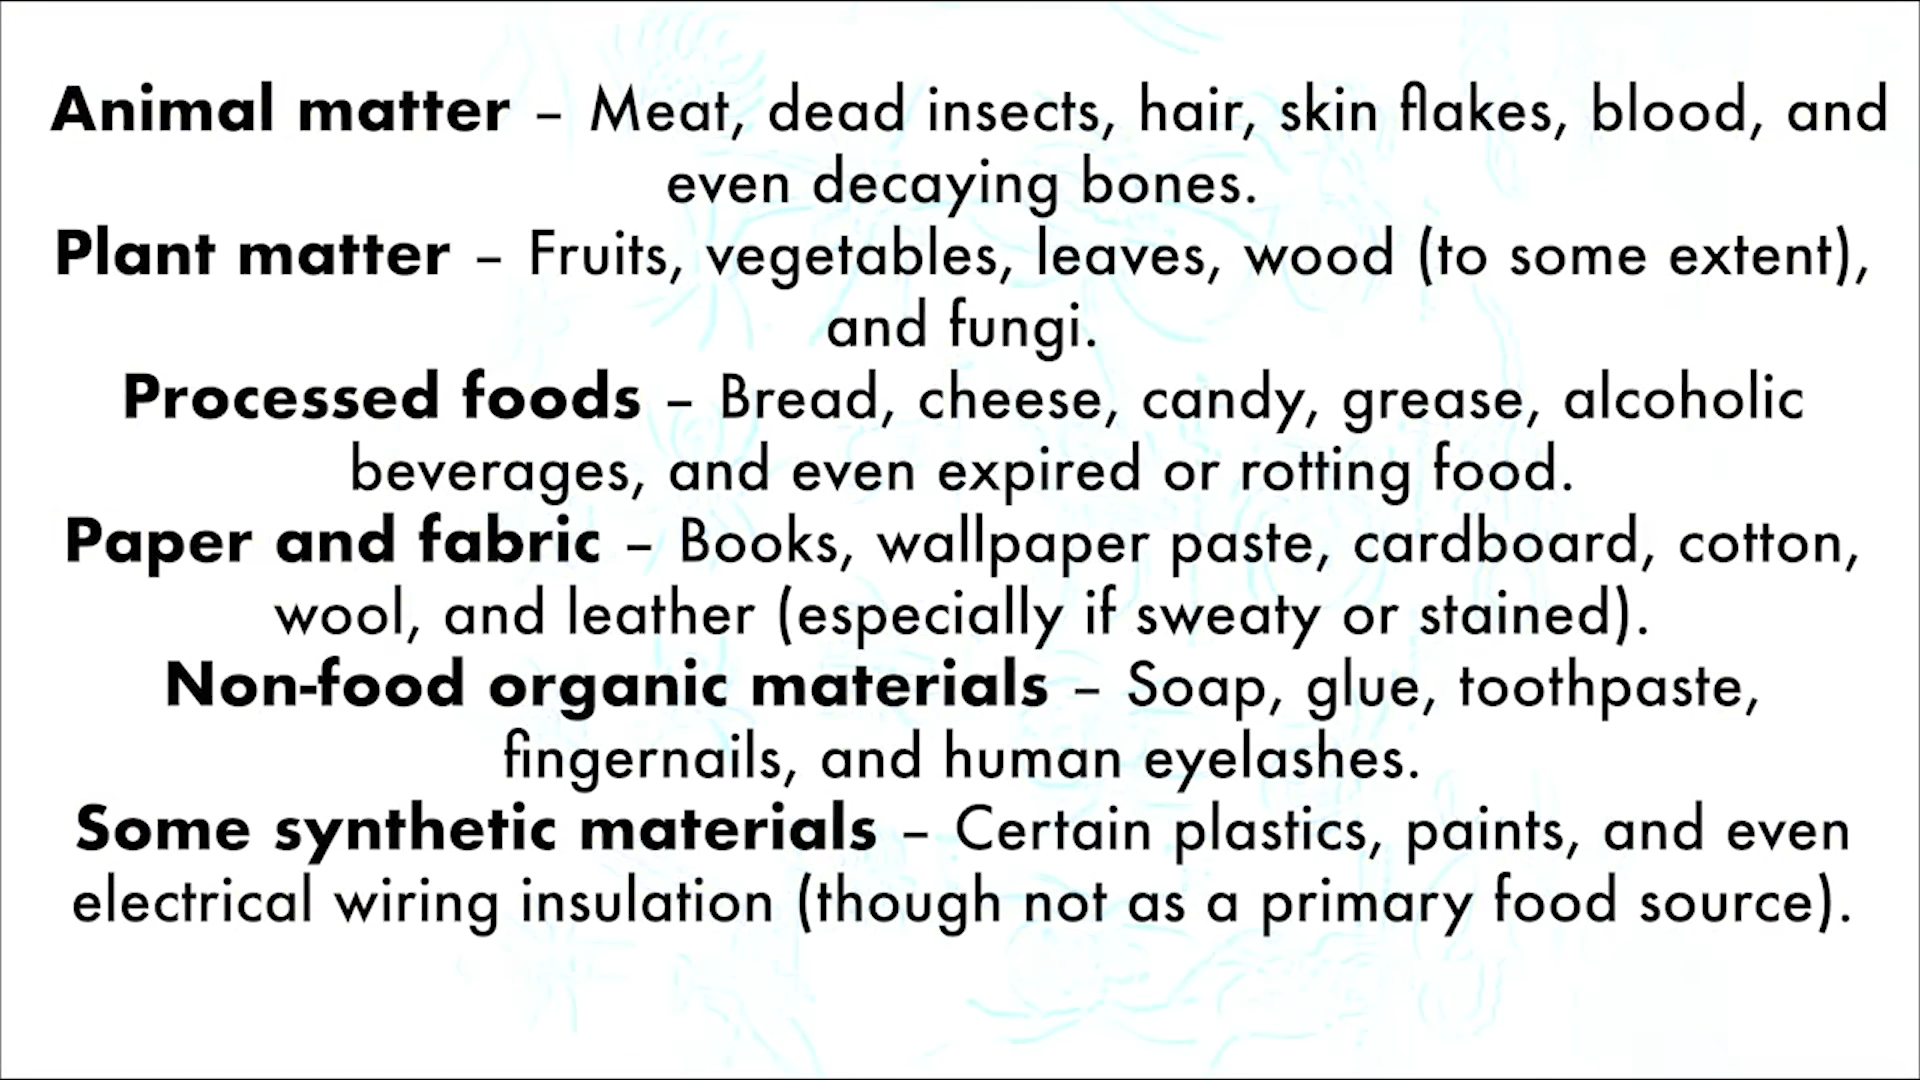 Animal matter – Meat, dead insects, hair, skin flakes, blood, and
even decaying bones.
Plant matter – Fruits, vegetables, leaves, wood (to some extent),
and fungi.
Processed foods – Bread, cheese, candy, grease, alcoholic
beverages, and even expired or rotting food.
Paper and fabric – Books, wallpaper paste, cardboard, cotton,
wool, and leather (especially if sweaty or stained).
Non-food organic materials – Soap, glue, toothpaste,
fingernails, and human eyelashes.
Some synthetic materials – Certain plastics, paints, and even
electrical wiring insulation (though not as a primary food source).